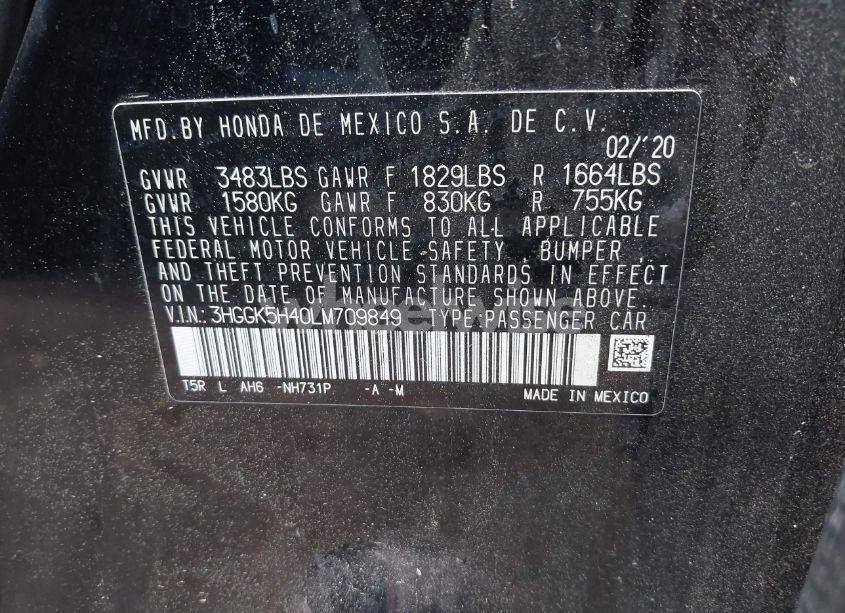 MFD.BY HONDA DE MEXICO S.A. DE C.V.
02/'20
GVWR 3483LBS GAWR F 1829LBS R 1664LBS
GVWR 1580KG GAWR F 830KG R 755KG
THIS VEHICLE CONFORMS TO ALL APPLICABLE
FEDERAL MOTOR VEHICLE SAFETY , BUMPER ,
AND THEFT PREVENTION STANDARDS IN EFFECT
ON THE DATE OF MANUFACTURE SHOWN ABOVE.
V.I.N.:3HGGK5H40LM709849 TYPE:PASSENGER CAR
T5R L AH6 -NH731P -A -M MADE IN MEXICO